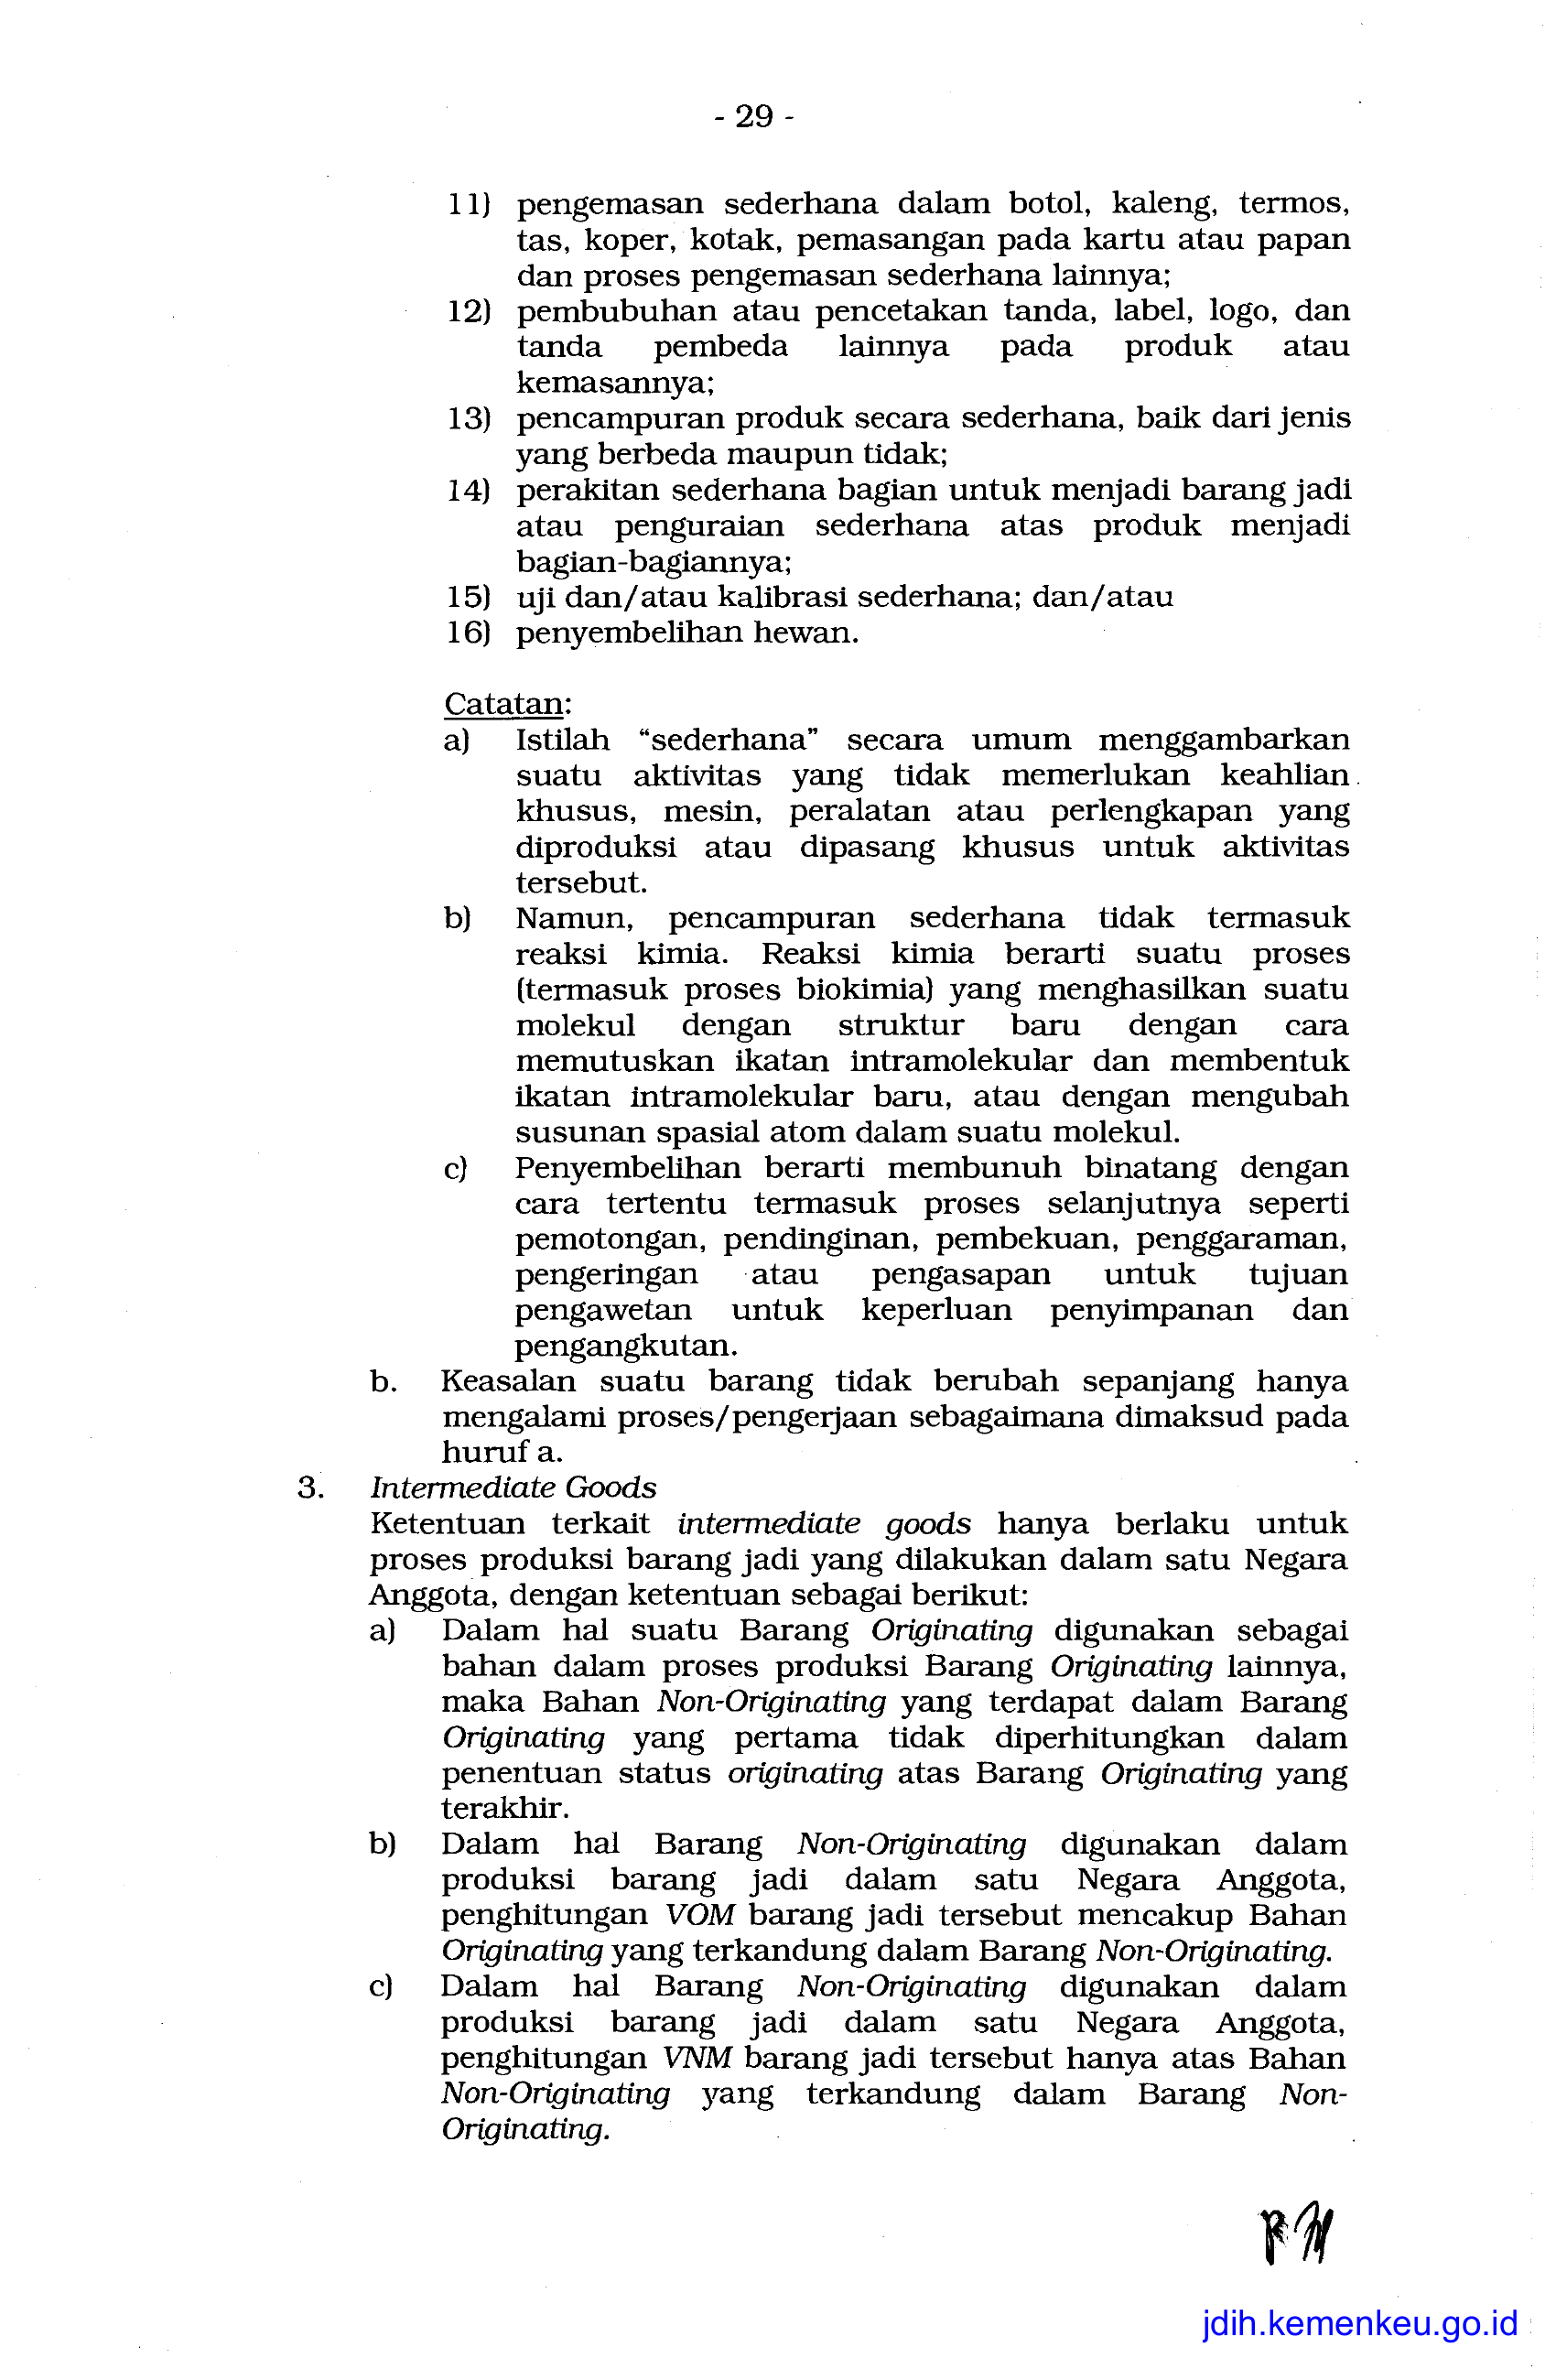 - 29 -
11) pengemasan sederhana dalam botol, kaleng, termos,
tas, koper, kotak, pemasangan pada kartu atau papan
dan proses pengemasan sederhana lainnya;
12) pembubuhan atau pencetakan tanda, label, logo, dan
tanda pembeda lainnya pada produk atau
kemasannya;
13) pencampuran produk secara sederhana, baik dari jenis
yang berbeda maupun tidak;
14) perakitan sederhana bagian untuk menjadi barang jadi
atau penguraian sederhana atas produk menjadi
bagian-bagiannya;
15) uji dan/atau kalibrasi sederhana; dan/atau
16) penyembelihan hewan.
Catatan:
a) Istilah “sederhana” secara umum menggambarkan
suatu aktivitas yang tidak memerlukan keahlian
khusus, mesin, peralatan atau perlengkapan yang
diproduksi atau dipasang khusus untuk aktivitas
tersebut.
b) Namun, pencampuran sederhana tidak termasuk
reaksi kimia. Reaksi kimia berarti suatu proses
(termasuk proses biokimia) yang menghasilkan suatu
molekul dengan struktur baru dengan cara
memutuskan ikatan intramolekular dan membentuk
ikatan intramolekular baru, atau dengan mengubah
susunan spasial atom dalam suatu molekul.
c) Penyembelihan berarti membunuh binatang dengan
cara tertentu termasuk proses selanjutnya seperti
pemotongan, pendinginan, pembekuan, penggaraman,
pengeringan atau pengasapan untuk tujuan
pengawetan untuk keperluan penyimpanan dan
pengangkutan.
b. Keasalan suatu barang tidak berubah sepanjang hanya
mengalami proses/pengerjaan sebagaimana dimaksud pada
huruf a.
3. Intermediate Goods
Ketentuan terkait intermediate goods hanya berlaku untuk
proses produksi barang jadi yang dilakukan dalam satu Negara
Anggota, dengan ketentuan sebagai berikut:
a) Dalam hal suatu Barang Originating digunakan sebagai
bahan dalam proses produksi Barang Originating lainnya,
maka Bahan Non-Originating yang terdapat dalam Barang
Originating yang pertama tidak diperhitungkan dalam
penentuan status originating atas Barang Originating yang
terakhir.
b) Dalam hal Barang Non-Originating digunakan dalam
produksi barang jadi dalam satu Negara Anggota,
penghitungan VOM barang jadi tersebut mencakup Bahan
Originating yang terkandung dalam Barang Non-Originating.
c) Dalam hal Barang Non-Originating digunakan dalam
produksi barang jadi dalam satu Negara Anggota,
penghitungan VNM barang jadi tersebut hanya atas Bahan
Non-Originating yang terkandung dalam Barang Non-
Originating.
jdih.kemenkeu.go.id